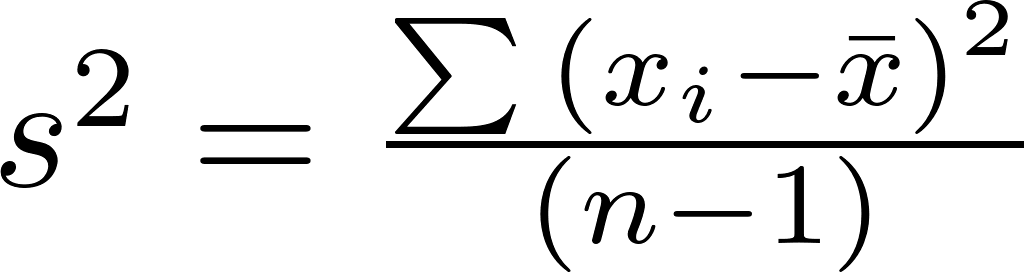 s² = ∑ (xᵢ − x̄)² / (n − 1)